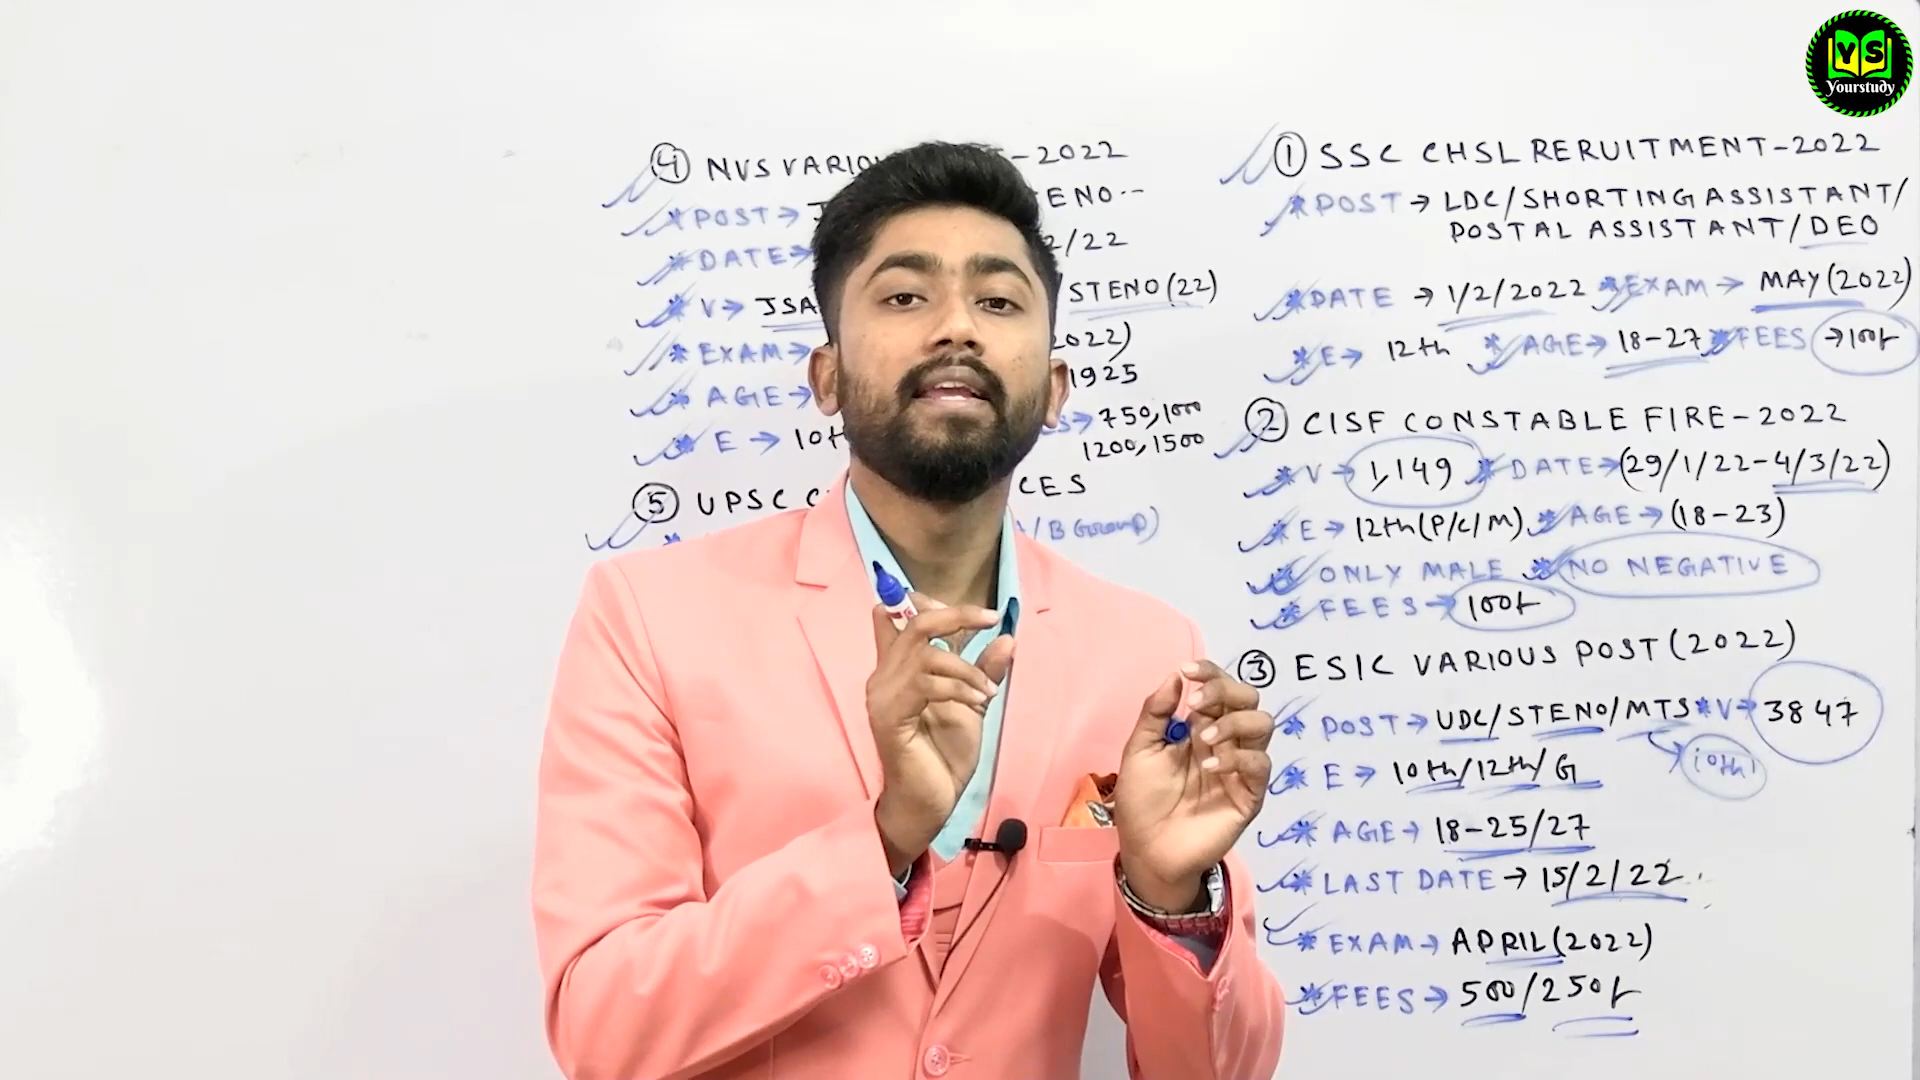 YS
Yourstudy
① SSC CHSL RERUITMENT-2022
* POST → LDC/SHORTING ASSISTANT/
POSTAL ASSISTANT/DEO
* DATE → 1/2/2022 * EXAM → MAY (2022)
* E → 12th * AGE → 18-27 * FEES → 100/-
② CISF CONSTABLE FIRE-2022
* V → 1,149 * DATE → (29/1/22-4/3/22)
* E → 12th (P/C/M) * AGE → (18-23)
* ONLY MALE * NO NEGATIVE
* FEES → 100/-
③ ESIC VARIOUS POST (2022)
* POST → UDC/STENO/MTS * V → 3847
10th
* E → 10th/12th/G
* AGE → 18-25/27
* LAST DATE → 15/2/22
* EXAM → APRIL (2022)
* FEES → 500/250/-
④ NVS -2022
* POST → TENO--
* DATE → 2/22
* V → JSA /STENO (22)
* EXAM → 2022)
* AGE → 1925
* E → 10th → 750, 1000
1200, 1500
⑤ UPSC C CES
/B Group)